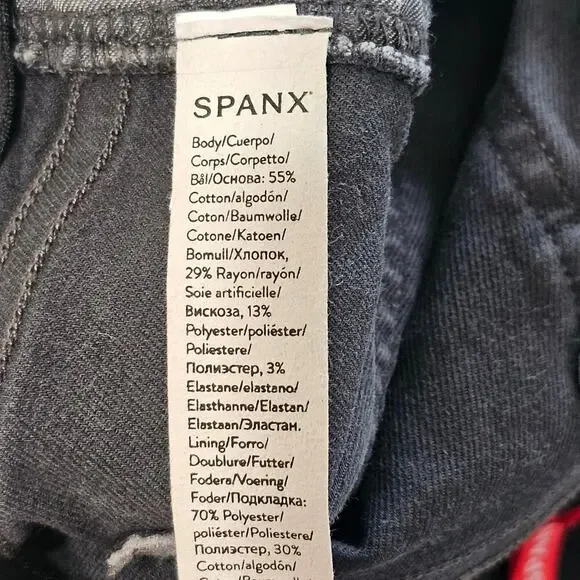 SPANX
Body/Cuerpo/
Corps/Corpetto/
Bål/Основа: 55%
Cotton/algodón/
Coton/Baumwolle/
Cotone/Katoen/
Bomull/Хлопок,
29% Rayon/rayón/
Soie artificielle/
Вискоза, 13%
Polyester/poliéster/
Poliestere/
Полиэстер, 3%
Elastane/elastano/
Elasthanne/Elastan/
Elastaan/Эластан.
Lining/Forro/
Doublure/Futter/
Fodera/Voering/
Foder/Подкладка:
70% Polyester/
poliéster/Poliestere/
Полиэстер, 30%
Cotton/algodón/